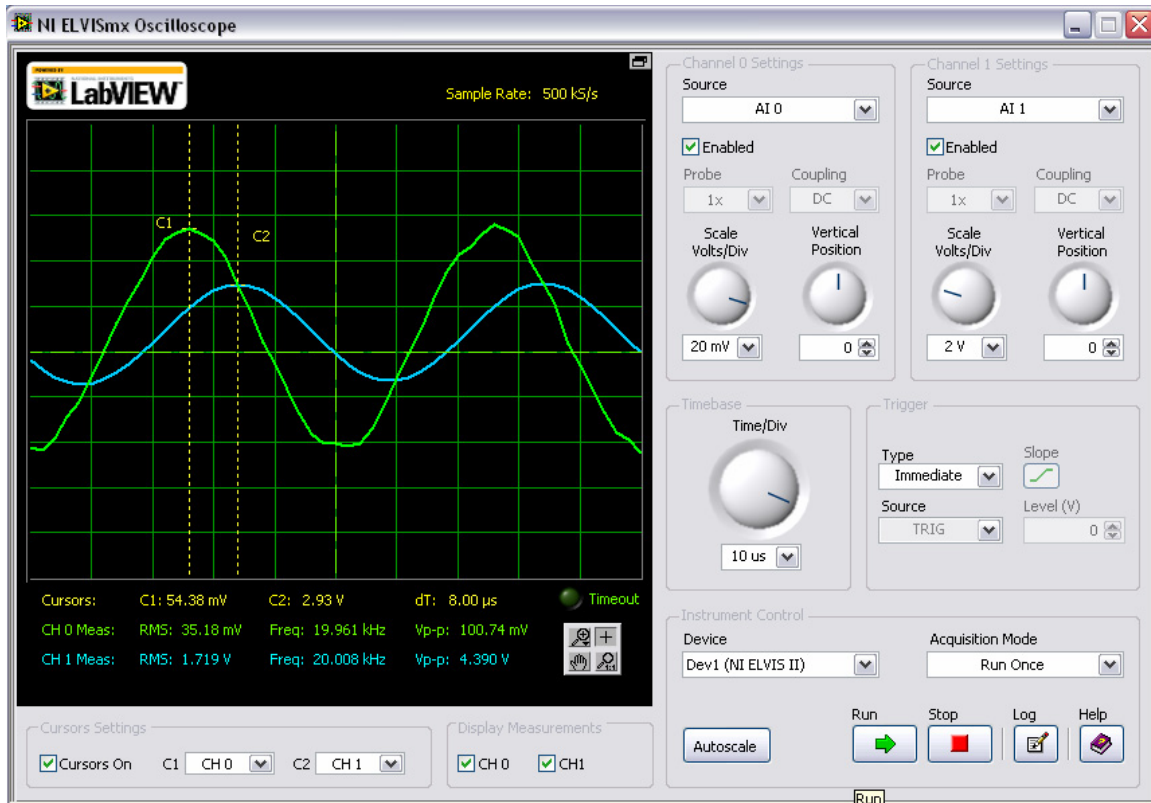 NI ELVISmx Oscilloscope
POWERED BY
NATIONAL INSTRUMENTS
LabVIEW™
Sample Rate: 500 kS/s
C1
C2
Cursors: C1: 54.38 mV C2: 2.93 V dT: 8.00 µs Timeout
CH 0 Meas: RMS: 35.18 mV Freq: 19.961 kHz Vp-p: 100.74 mV
CH 1 Meas: RMS: 1.719 V Freq: 20.008 kHz Vp-p: 4.390 V
Cursors Settings
Cursors On C1 CH 0 C2 CH 1
Display Measurements
CH 0 CH1
Channel 0 Settings
Source
AI 0
Enabled
Probe Coupling
1x DC
Scale Volts/Div Vertical Position
20 mV 0
Channel 1 Settings
Source
AI 1
Enabled
Probe Coupling
1x DC
Scale Volts/Div Vertical Position
2 V 0
Timebase
Time/Div
10 us
Trigger
Type Slope
Immediate
Source Level (V)
TRIG 0
Instrument Control
Device Acquisition Mode
Dev1 (NI ELVIS II) Run Once
Run Stop Log Help
Autoscale
Run